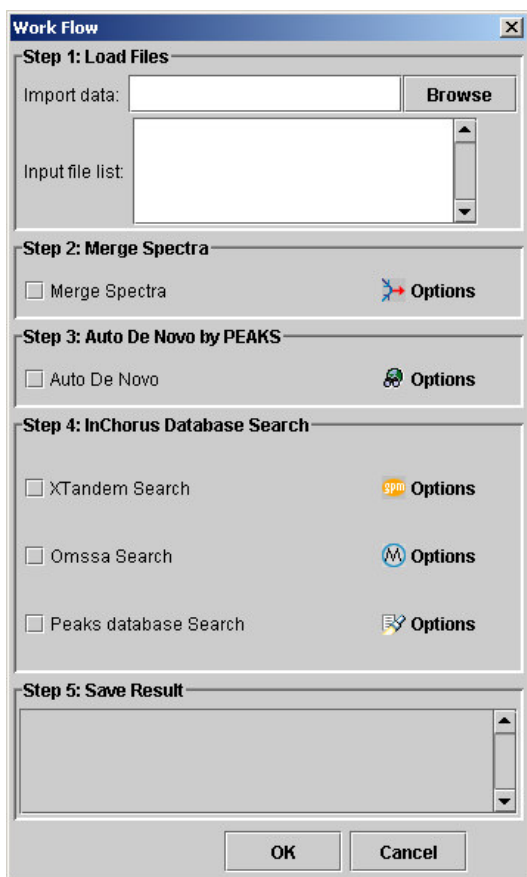 Work Flow
Step 1: Load Files
Import data:
Browse
Input file list:
Step 2: Merge Spectra
Merge Spectra
Options
Step 3: Auto De Novo by PEAKS
Auto De Novo
Options
Step 4: InChorus Database Search
XTandem Search
gpm Options
Omssa Search
Options
Peaks database Search
Options
Step 5: Save Result
OK
Cancel